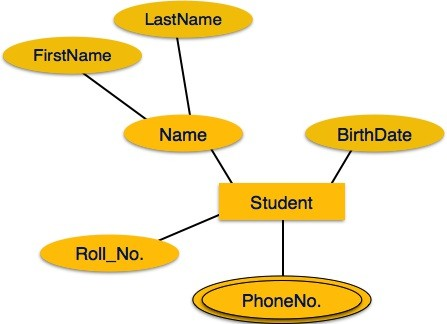 LastName
FirstName
Name
BirthDate
Student
Roll_No.
PhoneNo.